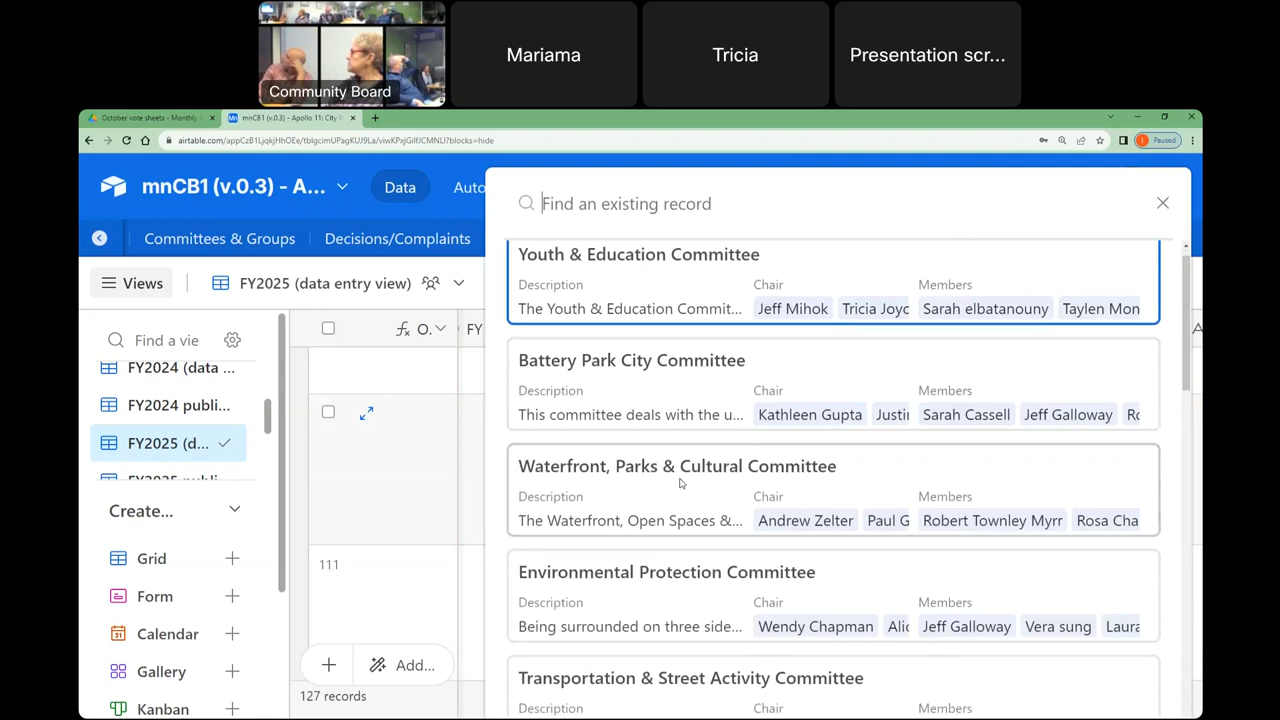 Community Board
Mariama
Tricia
Presentation scr...
October vote sheets - Monthly
mnCB1 (v.0.3) - Apollo 11: City
airtable.com/appCzB1LjqkjHhOEe/tblgcimUPagKUJ9La/viwKPxjGilfJCMNLI?blocks=hide
Paused
mnCB1 (v.0.3) - A...
Data
Auto
Committees & Groups
Decisions/Complaints
Views
FY2025 (data entry view)
Find a vie
FY2024 (data ...
FY2024 publi...
FY2025 (d...
FY2025 publi...
Create...
Grid
Form
Calendar
Gallery
Kanban
O.
FY
111
Add...
127 records
Find an existing record
Youth & Education Committee
Description Chair Members
The Youth & Education Commit... Jeff Mihok Tricia Joyc Sarah elbatanouny Taylen Mon
Battery Park City Committee
Description Chair Members
This committee deals with the u... Kathleen Gupta Justin Sarah Cassell Jeff Galloway Ro
Waterfront, Parks & Cultural Committee
Description Chair Members
The Waterfront, Open Spaces &... Andrew Zelter Paul G Robert Townley Myrr Rosa Cha
Environmental Protection Committee
Description Chair Members
Being surrounded on three side... Wendy Chapman Alic Jeff Galloway Vera sung Laura
Transportation & Street Activity Committee
Description Chair Members